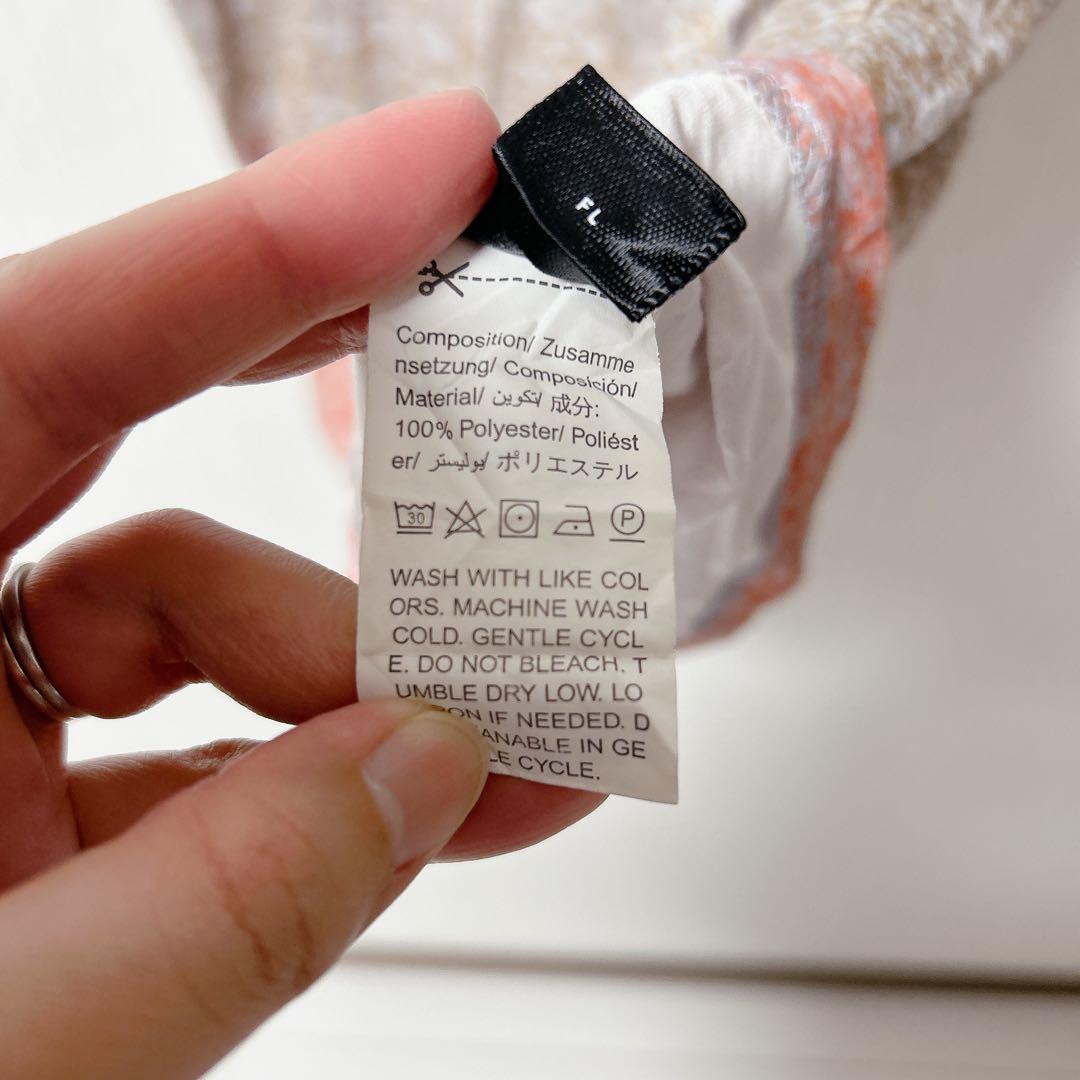 FL
Composition/ Zusamme
nsetzung/ Composición/
Material/ تكوين/ 成分:
100% Polyester/ Poliést
er/ بوليستر/ ポリエステル
30 P
WASH WITH LIKE COL
ORS. MACHINE WASH
COLD. GENTLE CYCL
E. DO NOT BLEACH. T
UMBLE DRY LOW. LO
IF NEEDED. D
ANABLE IN GE
LE CYCLE.